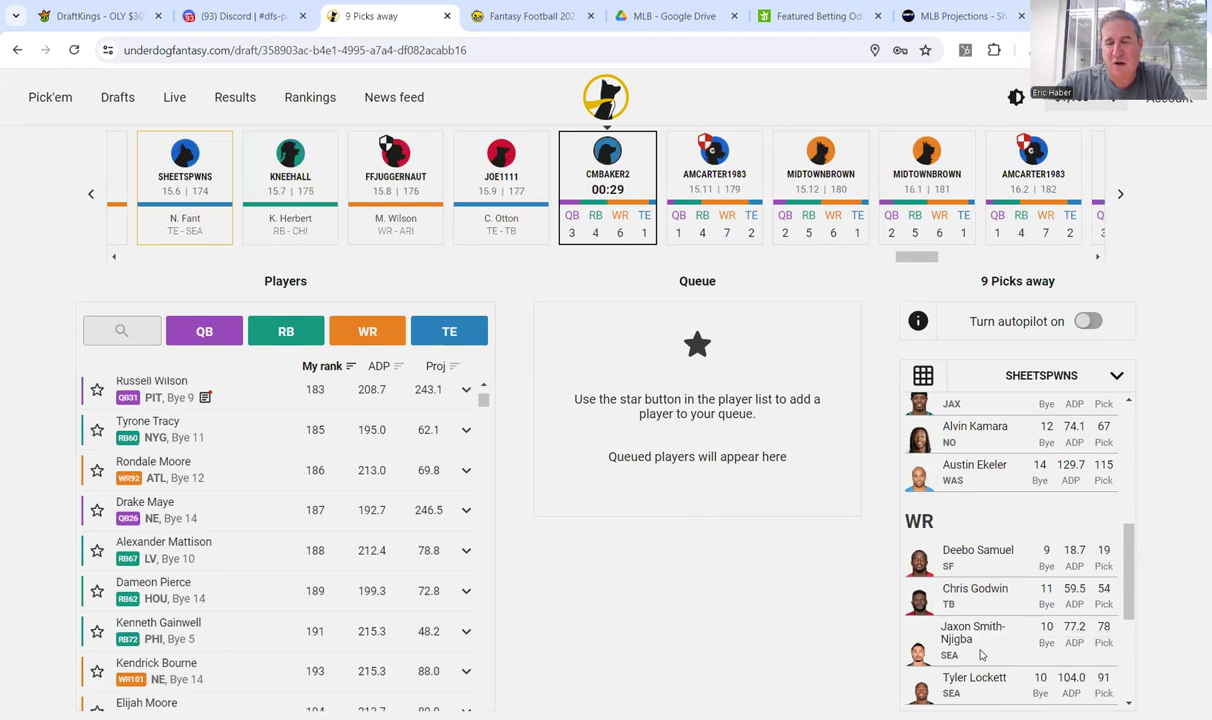 DraftKings - OLY $30
(93) Discord | #dfs-p
9 Picks away
Fantasy Football 202
MLB - Google Drive
Featured Betting Od
MLB Projections - S
underdogfantasy.com/draft/358903ac-b4e1-4995-a7a4-df082acabb16
Eric Haber
Pick'em
Drafts
Live
Results
Rankings
News feed
Account
SHEETSPWNS
15.6 | 174
N. Fant
TE - SEA
KNEEHALL
15.7 | 175
K. Herbert
RB - CHI
FFJUGGERNAUT
15.8 | 176
M. Wilson
WR - ARI
JOE1111
15.9 | 177
C. Otton
TE - TB
CMBAKER2
00:29
QB RB WR TE
3 4 6 1
AMCARTER1983
15.11 | 179
QB RB WR TE
1 4 7 2
MIDTOWNBROWN
15.12 | 180
QB RB WR TE
2 5 6 1
MIDTOWNBROWN
16.1 | 181
QB RB WR TE
2 5 6 1
AMCARTER1983
16.2 | 182
QB RB WR TE
1 4 7 2
Players
QB
RB
WR
TE
My rank ADP Proj
Russell Wilson
QB31 PIT, Bye 9
183 208.7 243.1
Tyrone Tracy
RB60 NYG, Bye 11
185 195.0 62.1
Rondale Moore
WR92 ATL, Bye 12
186 213.0 69.8
Drake Maye
QB26 NE, Bye 14
187 192.7 246.5
Alexander Mattison
RB67 LV, Bye 10
188 212.4 78.8
Dameon Pierce
RB62 HOU, Bye 14
189 199.3 72.8
Kenneth Gainwell
RB72 PHI, Bye 5
191 215.3 48.2
Kendrick Bourne
WR101 NE, Bye 14
193 215.3 88.0
Elijah Moore
Queue
Use the star button in the player list to add a
player to your queue.
Queued players will appear here
9 Picks away
Turn autopilot on
SHEETSPWNS
JAX
Bye ADP Pick
Alvin Kamara 12 74.1 67
NO Bye ADP Pick
Austin Ekeler 14 129.7 115
WAS Bye ADP Pick
WR
Deebo Samuel 9 18.7 19
SF Bye ADP Pick
Chris Godwin 11 59.5 54
TB Bye ADP Pick
Jaxon Smith-
Njigba
SEA
10 77.2 78
Bye ADP Pick
Tyler Lockett 10 104.0 91
SEA Bye ADP Pick